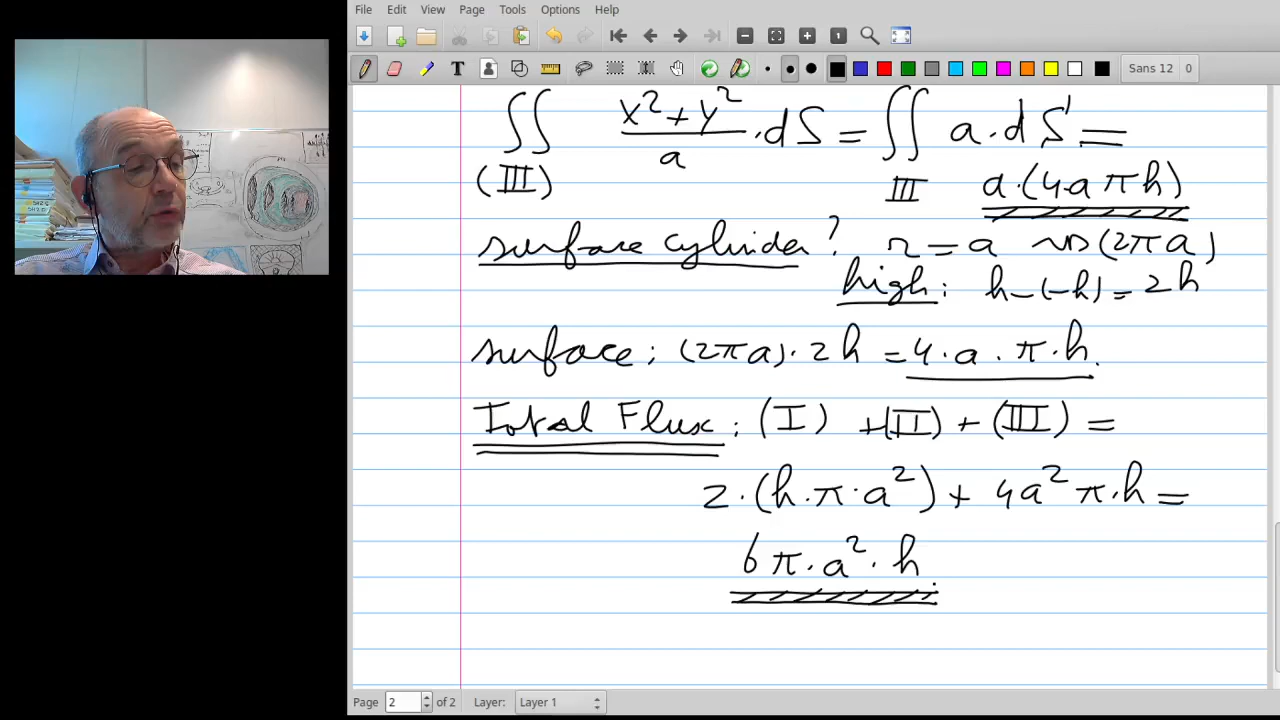 File Edit View Page Tools Options Help
Sans 12 0
∬ x²+y²/a · dS = ∬ a · dS =
(III) III a·(4aπh)
surface cylinder? r = a ⇝ (2πa)
high: h-(-h) = 2h
surface: (2πa)·2h = 4·a·π·h.
Total Flux: (I) + (II) + (III) =
2·(h·π·a²) + 4a²π·h =
6π·a²·h.
Page 2 of 2 Layer: Layer 1